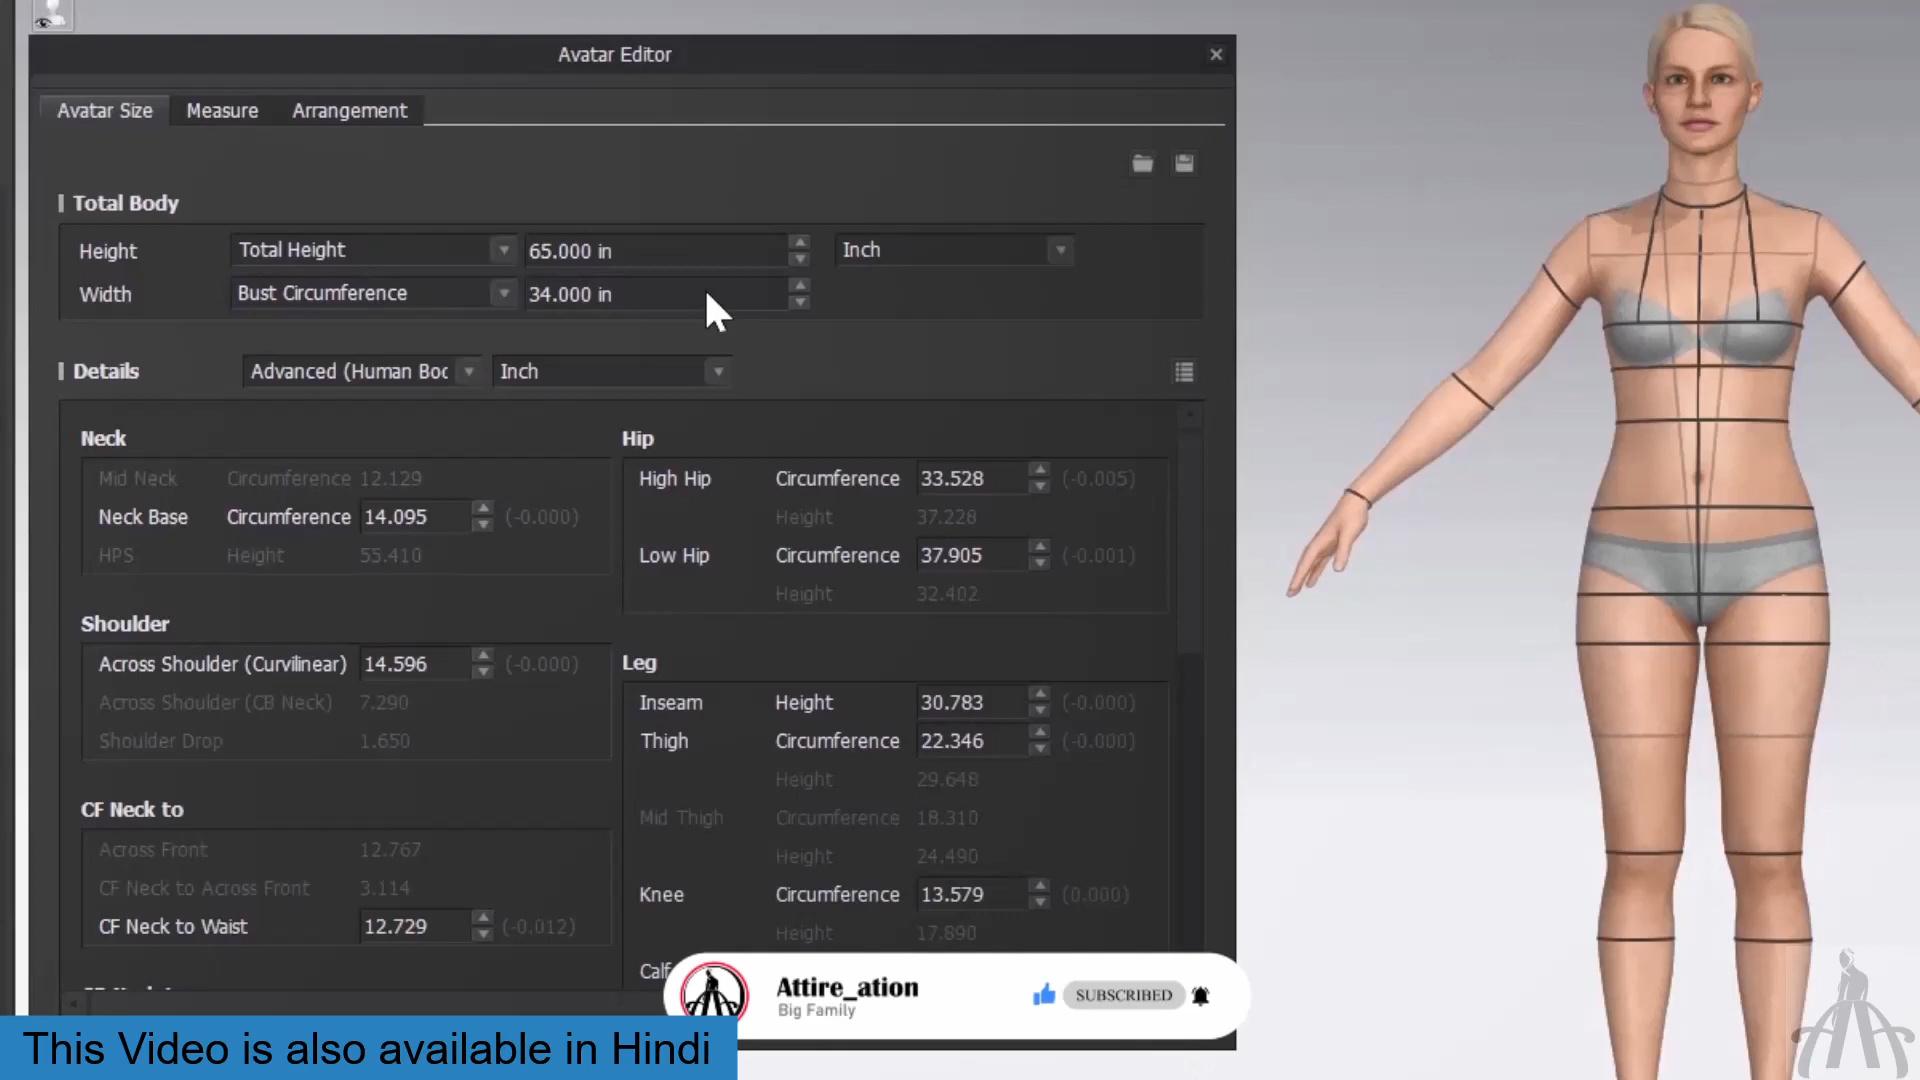 Avatar Editor
Avatar Size Measure Arrangement
Total Body
Height Total Height 65.000 in Inch
Width Bust Circumference 34.000 in
Details Advanced (Human Boc Inch
Neck
Mid Neck Circumference 12.129
Neck Base Circumference 14.095 (-0.000)
HPS Height 55.410
Shoulder
Across Shoulder (Curvilinear) 14.596 (-0.000)
Across Shoulder (CB Neck) 7.290
Shoulder Drop 1.650
CF Neck to
Across Front 12.767
CF Neck to Across Front 3.114
CF Neck to Waist 12.729 (-0.012)
Hip
High Hip Circumference 33.528 (-0.005)
Height 37.228
Low Hip Circumference 37.905 (-0.001)
Height 32.402
Leg
Inseam Height 30.783 (-0.000)
Thigh Circumference 22.346 (-0.000)
Height 29.648
Mid Thigh Circumference 18.310
Height 24.490
Knee Circumference 13.579 (0.000)
Height 17.890
Calf
Attire_ation
Big Family
SUBSCRIBED
This Video is also available in Hindi